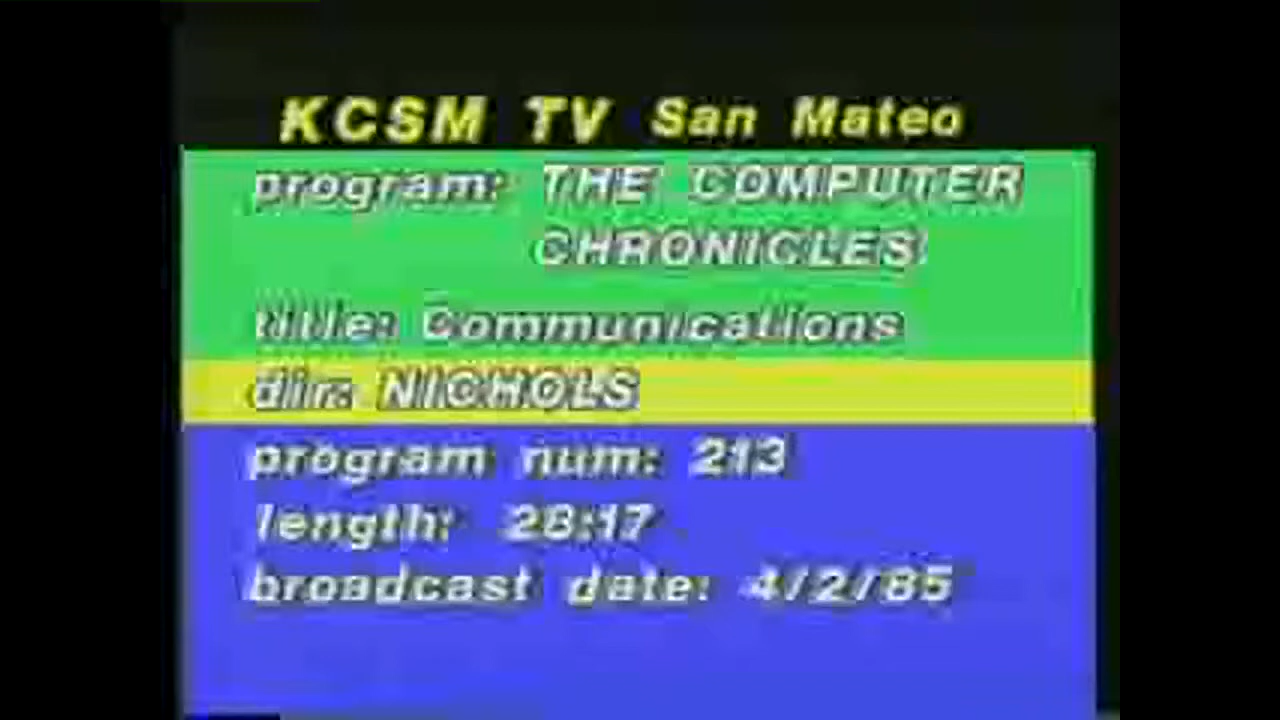 KCSM TV San Mateo
program: THE COMPUTER
CHRONICLES
title: Communications
dir: NICHOLS
program num: 213
length: 28:17
broadcast date: 4/2/85